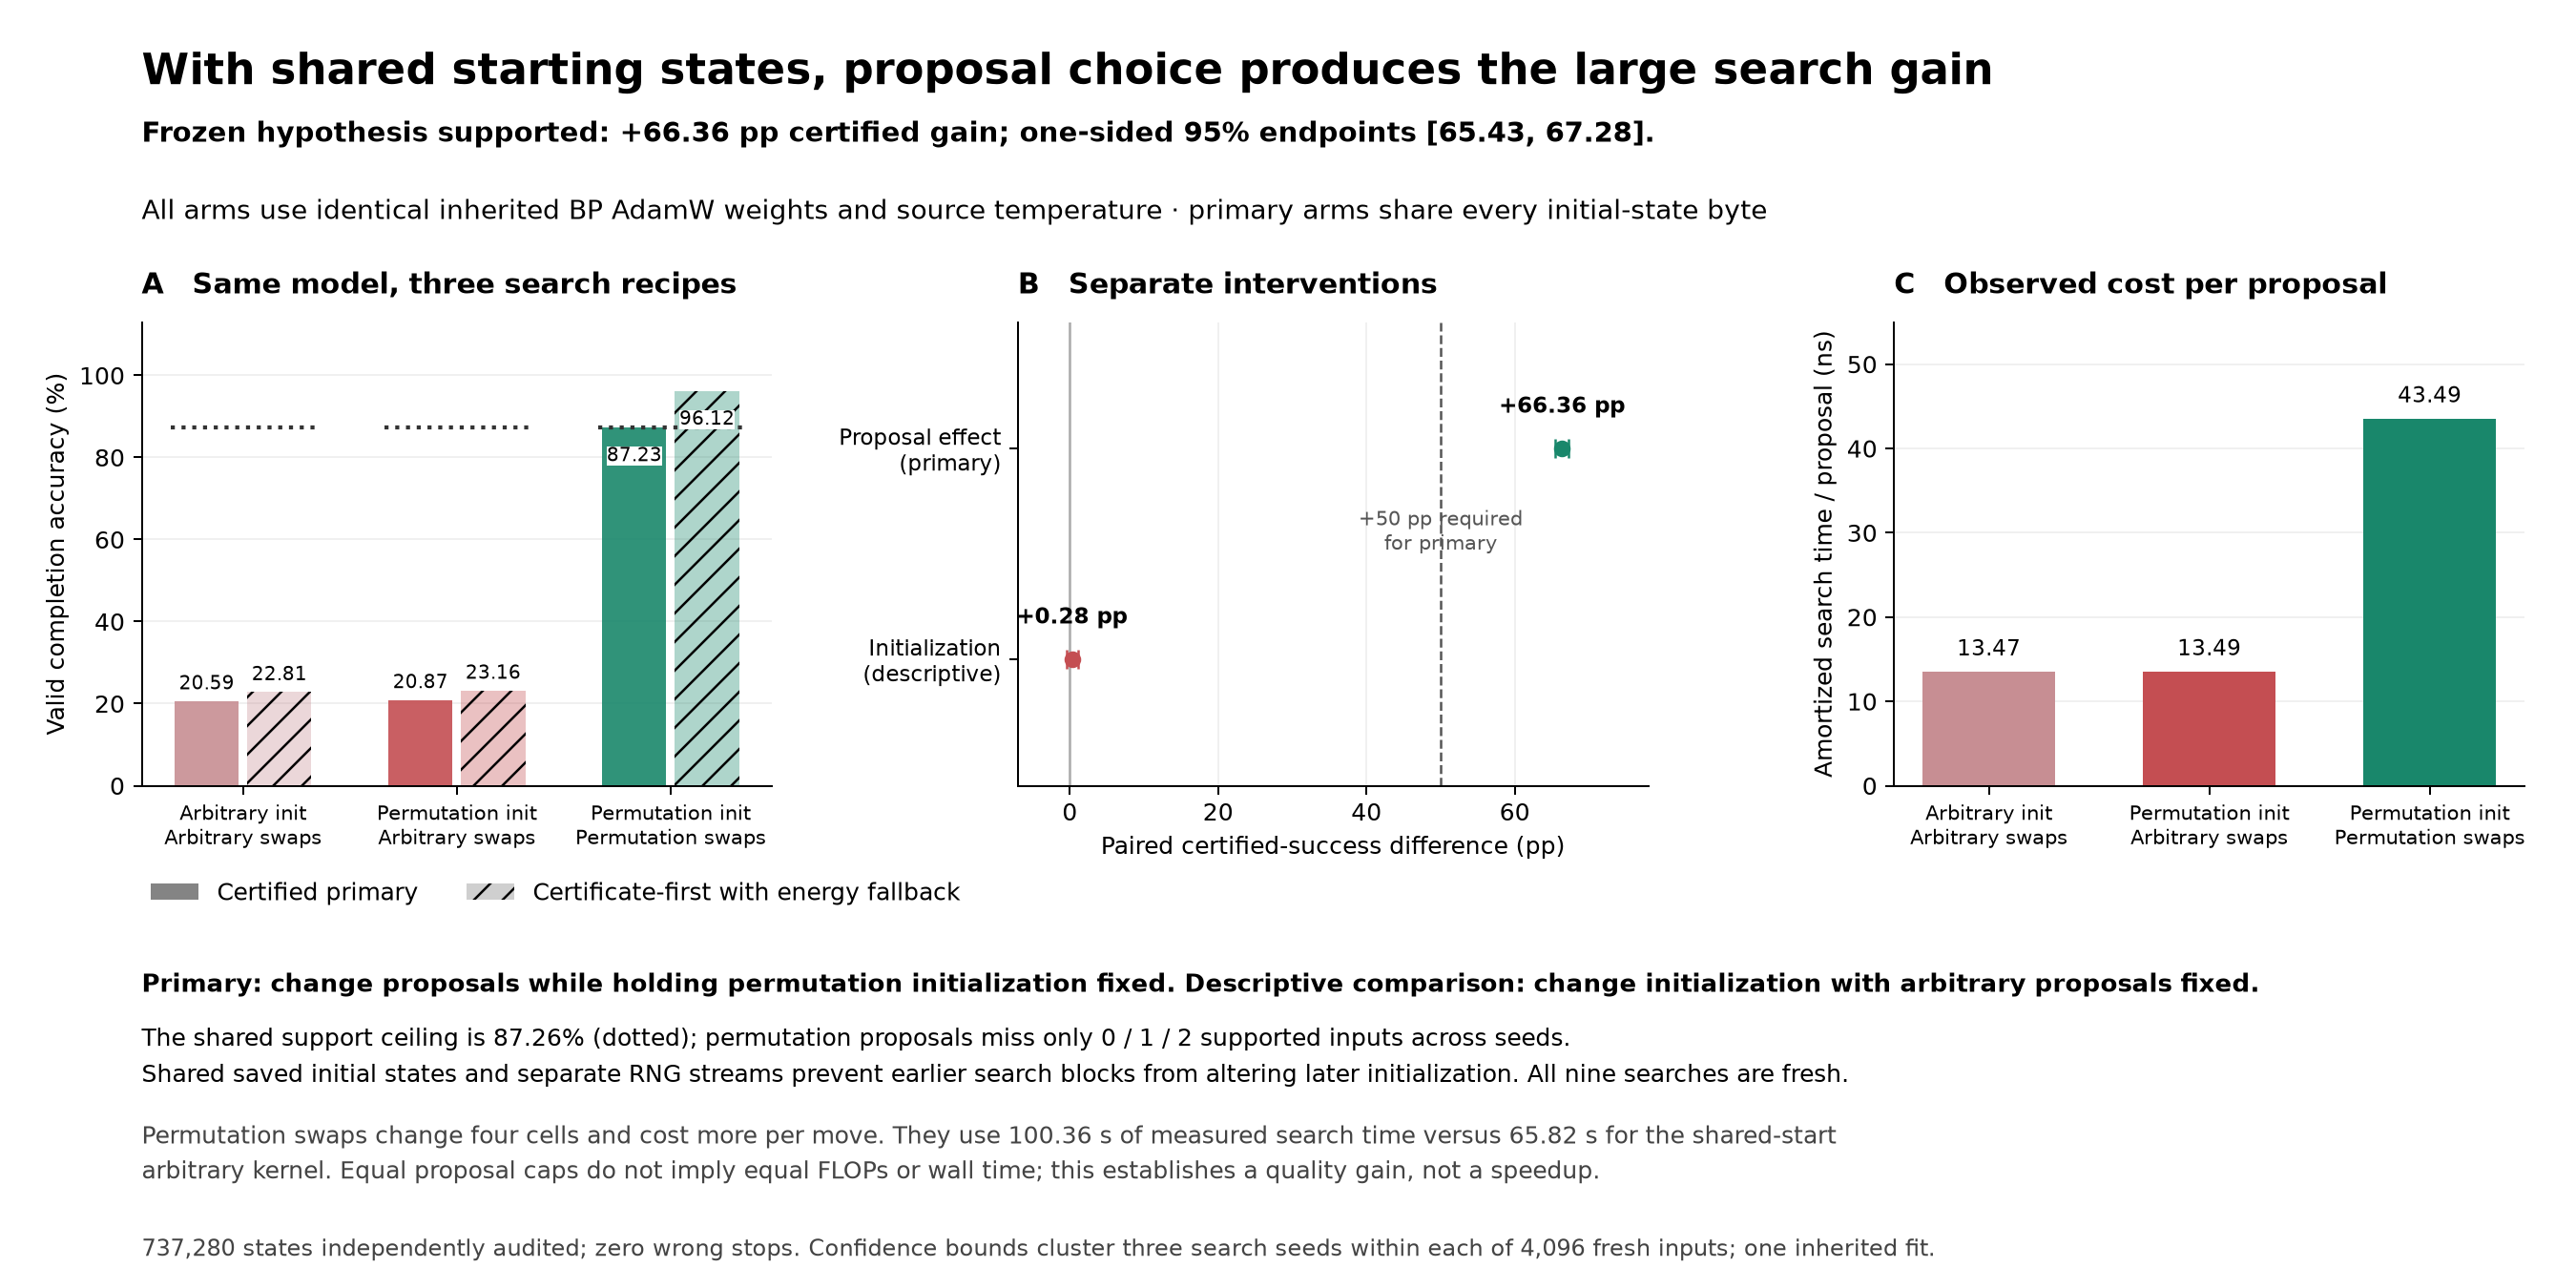 With shared starting states, proposal choice produces the large search gain
Frozen hypothesis supported: +66.36 pp certified gain; one-sided 95% endpoints [65.43, 67.28].
All arms use identical inherited BP AdamW weights and source temperature · primary arms share every initial-state byte
A Same model, three search recipes
Valid completion accuracy (%)
100
80
60
40
20
0
20.59
22.81
20.87
23.16
87.23
96.12
Arbitrary init
Arbitrary swaps
Permutation init
Arbitrary swaps
Permutation init
Permutation swaps
Certified primary
Certificate-first with energy fallback
B Separate interventions
Proposal effect
(primary)
Initialization
(descriptive)
+66.36 pp
+50 pp required
for primary
+0.28 pp
0
20
40
60
Paired certified-success difference (pp)
C Observed cost per proposal
Amortized search time / proposal (ns)
50
40
30
20
10
0
13.47
13.49
43.49
Arbitrary init
Arbitrary swaps
Permutation init
Arbitrary swaps
Permutation init
Permutation swaps
Primary: change proposals while holding permutation initialization fixed. Descriptive comparison: change initialization with arbitrary proposals fixed.
The shared support ceiling is 87.26% (dotted); permutation proposals miss only 0 / 1 / 2 supported inputs across seeds.
Shared saved initial states and separate RNG streams prevent earlier search blocks from altering later initialization. All nine searches are fresh.
Permutation swaps change four cells and cost more per move. They use 100.36 s of measured search time versus 65.82 s for the shared-start
arbitrary kernel. Equal proposal caps do not imply equal FLOPs or wall time; this establishes a quality gain, not a speedup.
737,280 states independently audited; zero wrong stops. Confidence bounds cluster three search seeds within each of 4,096 fresh inputs; one inherited fit.